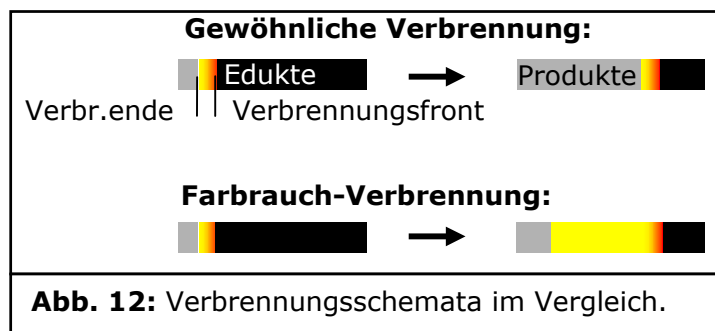 Gewöhnliche Verbrennung:
Edukte
Produkte
Verbr.ende
Verbrennungsfront
Farbrauch-Verbrennung:
Abb. 12: Verbrennungsschemata im Vergleich.